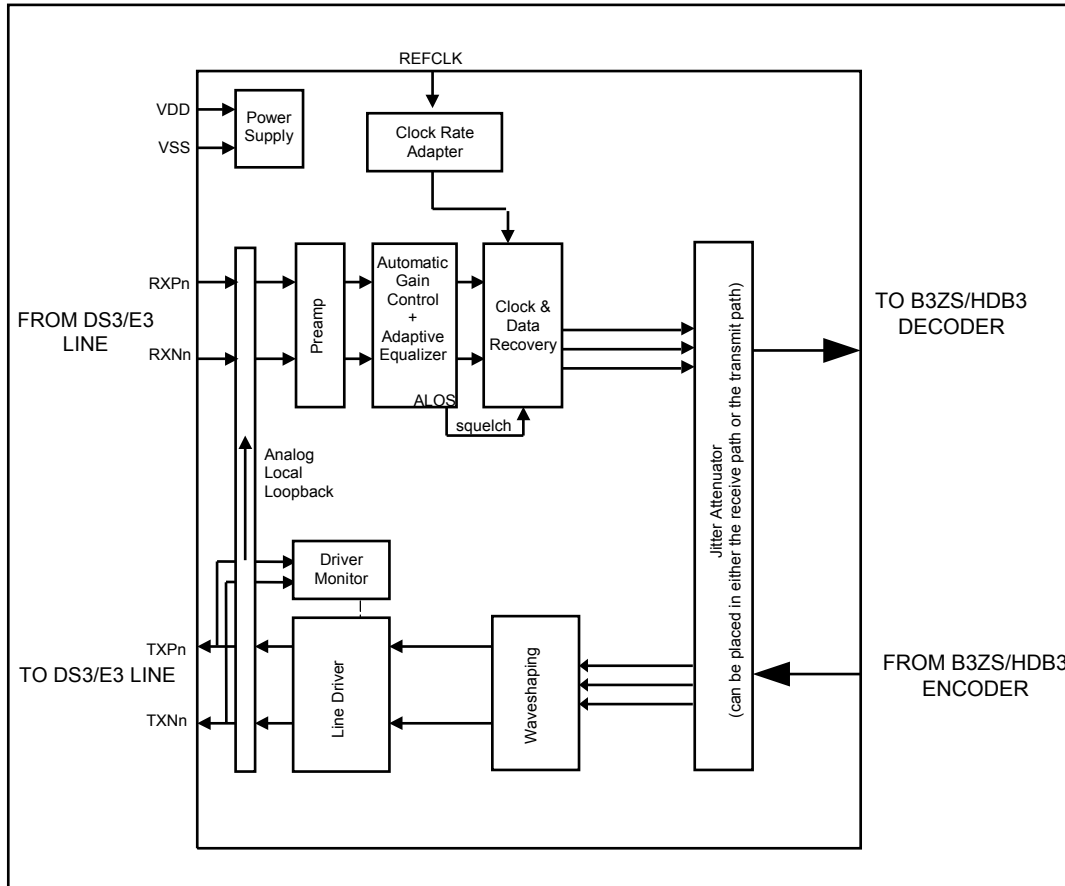 REFCLK
VDD
VSS
Power
Supply
Clock Rate
Adapter
RXPn
RXNn
FROM DS3/E3
LINE
Preamp
Automatic
Gain
Control
+
Adaptive
Equalizer
ALOS
squelch
Clock &
Data
Recovery
Jitter Attenuator
(can be placed in either the receive path or the transmit path)
TO B3ZS/HDB3
DECODER
Analog
Local
Loopback
Driver
Monitor
TXPn
TO DS3/E3 LINE
TXNn
Line Driver
Waveshaping
FROM B3ZS/HDB3
ENCODER